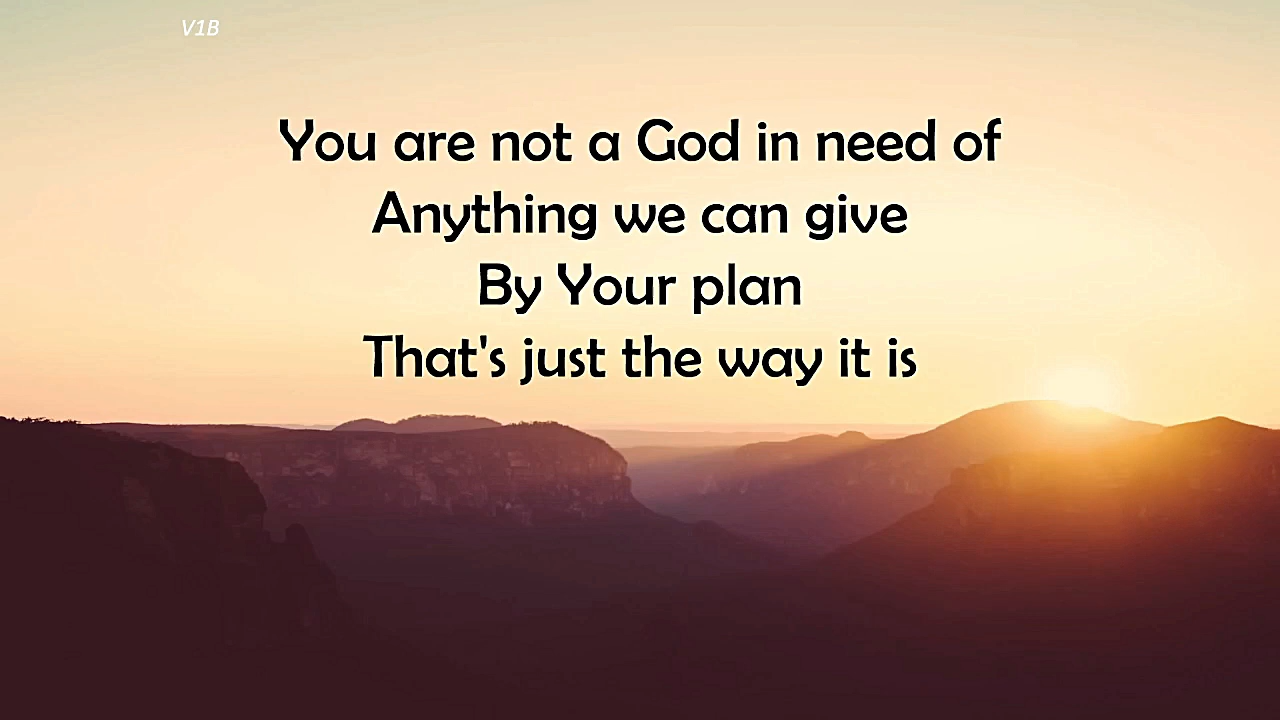 V1B
You are not a God in need of
Anything we can give
By Your plan
That's just the way it is